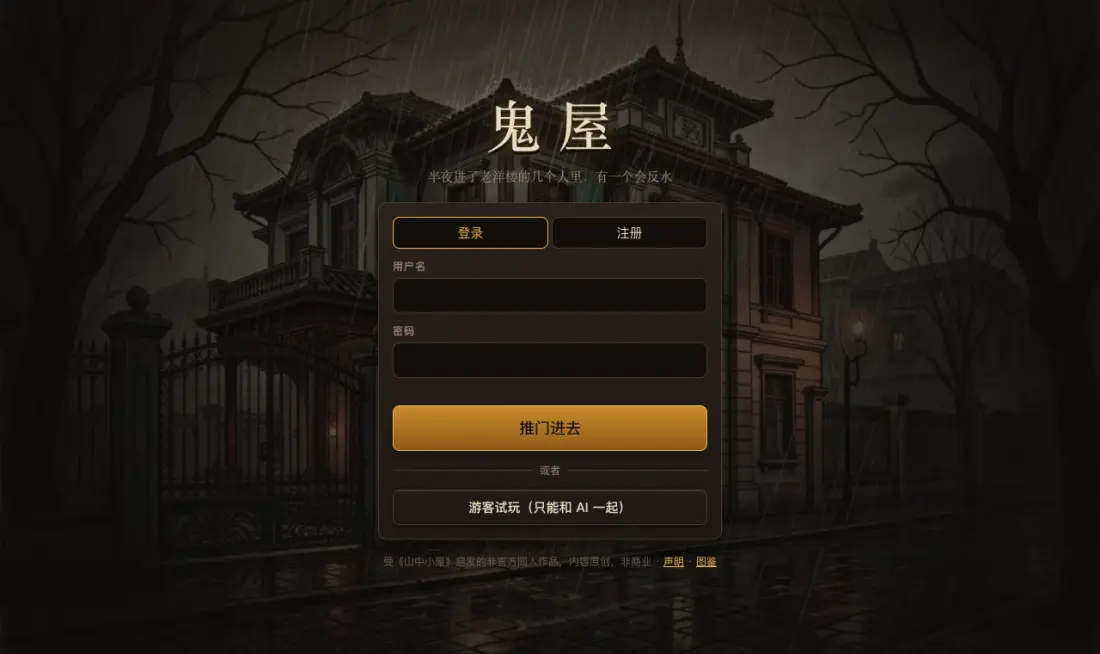 鬼屋
半夜进了老洋楼的几个人里，有一个会反水
登录 注册
用户名
密码
推门进去
或者
游客试玩（只能和 AI 一起）
受《山中小屋》启发的非官方同人作品，内容原创，非商业 · 声明 · 图鉴